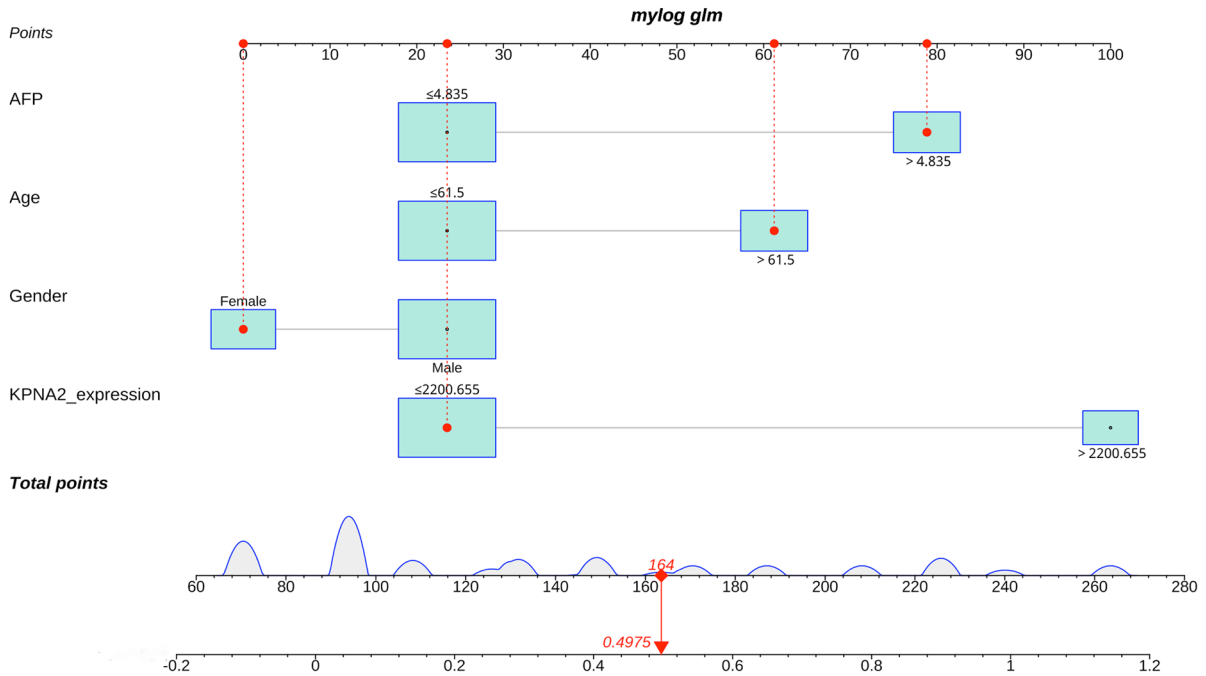 mylog glm
Points
0 10 20 30 40 50 60 70 80 90 100
AFP
≤4.835
> 4.835
Age
≤61.5
> 61.5
Gender
Female
Male
KPNA2_expression
≤2200.655
> 2200.655
Total points
164
60 80 100 120 140 160 180 200 220 240 260 280
0.4975
-0.2 0 0.2 0.4 0.6 0.8 1 1.2